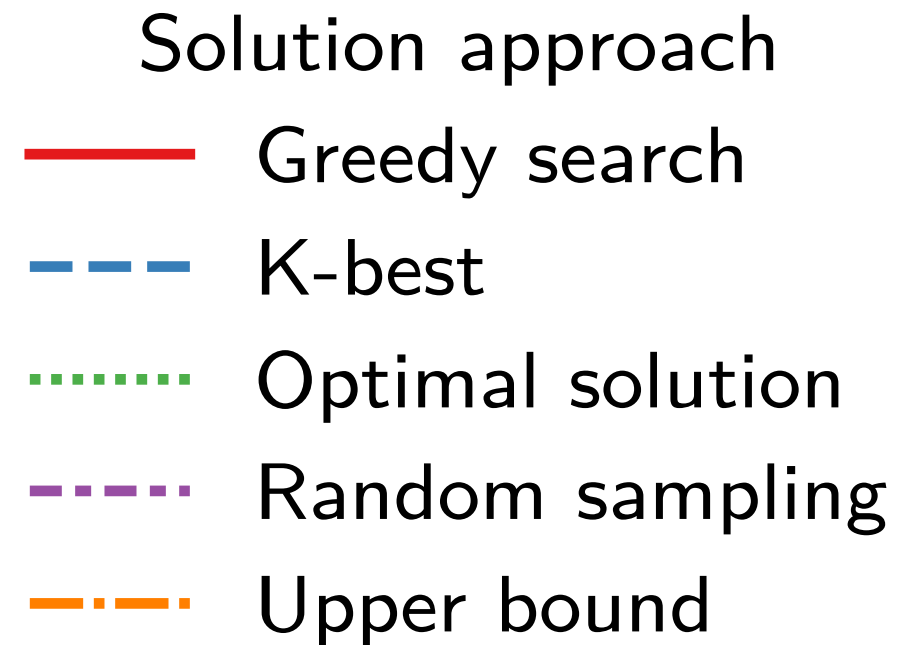 Solution approach
Greedy search
K-best
Optimal solution
Random sampling
Upper bound